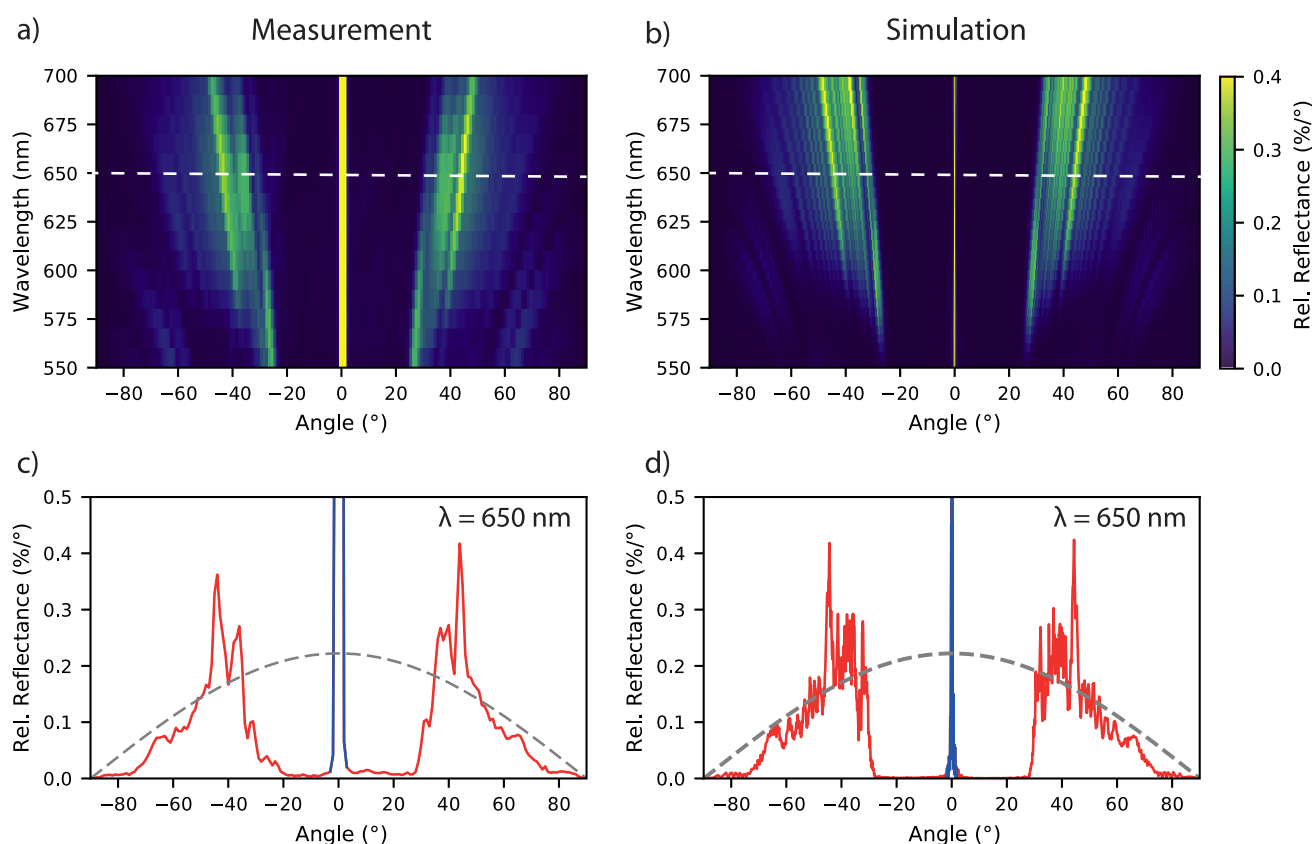 a)
Measurement
b)
Simulation
700
675
650
625
600
575
550
Wavelength (nm)
−80 −60 −40 −20 0 20 40 60 80
Angle (°)
700
675
650
625
600
575
550
Wavelength (nm)
−80 −60 −40 −20 0 20 40 60 80
Angle (°)
0.4
0.3
0.2
0.1
0.0
Rel. Reflectance (%/°)
c)
λ = 650 nm
0.5
0.4
0.3
0.2
0.1
0.0
Rel. Reflectance (%/°)
−80 −60 −40 −20 0 20 40 60 80
Angle (°)
d)
λ = 650 nm
0.5
0.4
0.3
0.2
0.1
0.0
Rel. Reflectance (%/°)
−80 −60 −40 −20 0 20 40 60 80
Angle (°)